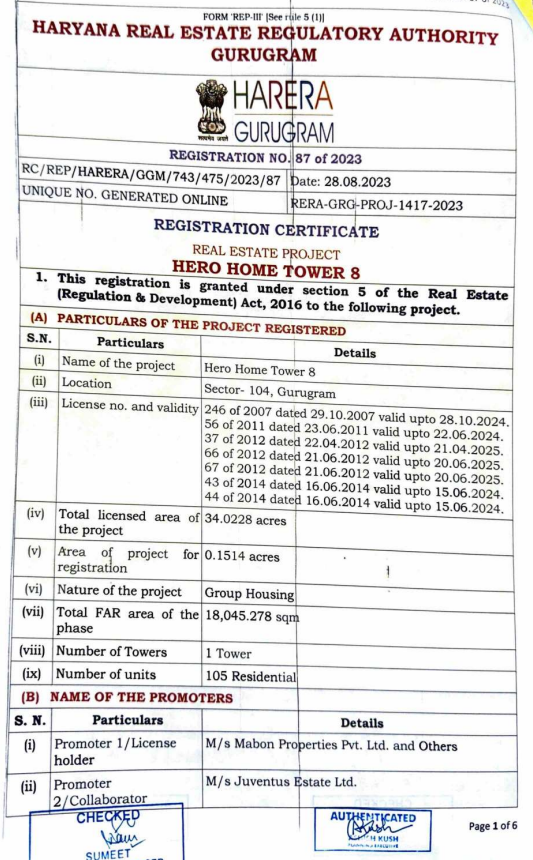 FORM 'REP-III' [See rule 5 (1)]
HARYANA REAL ESTATE REGULATORY AUTHORITY
GURUGRAM
सत्यमेव जयते
HARERA
GURUGRAM
REGISTRATION NO. 87 of 2023
RC/REP/HARERA/GGM/743/475/2023/87 Date: 28.08.2023
UNIQUE NO. GENERATED ONLINE RERA-GRG-PROJ-1417-2023
REGISTRATION CERTIFICATE
REAL ESTATE PROJECT
HERO HOME TOWER 8
1. This registration is granted under section 5 of the Real Estate
(Regulation & Development) Act, 2016 to the following project.
(A) PARTICULARS OF THE PROJECT REGISTERED
S.N. Particulars Details
(i) Name of the project Hero Home Tower 8
(ii) Location Sector- 104, Gurugram
(iii) License no. and validity 246 of 2007 dated 29.10.2007 valid upto 28.10.2024.
56 of 2011 dated 23.06.2011 valid upto 22.06.2024.
37 of 2012 dated 22.04.2012 valid upto 21.04.2025.
66 of 2012 dated 21.06.2012 valid upto 20.06.2025.
67 of 2012 dated 21.06.2012 valid upto 20.06.2025.
43 of 2014 dated 16.06.2014 valid upto 15.06.2024.
44 of 2014 dated 16.06.2014 valid upto 15.06.2024.
(iv) Total licensed area of 34.0228 acres
the project
(v) Area of project for 0.1514 acres
registration
(vi) Nature of the project Group Housing
(vii) Total FAR area of the 18,045.278 sqm
phase
(viii) Number of Towers 1 Tower
(ix) Number of units 105 Residential
(B) NAME OF THE PROMOTERS
S. N. Particulars Details
(i) Promoter 1/License M/s Mabon Properties Pvt. Ltd. and Others
holder
(ii) Promoter M/s Juventus Estate Ltd.
2/Collaborator
CHECKED
SUMEET
AUTHENTICATED
KUSH
Page 1 of 6